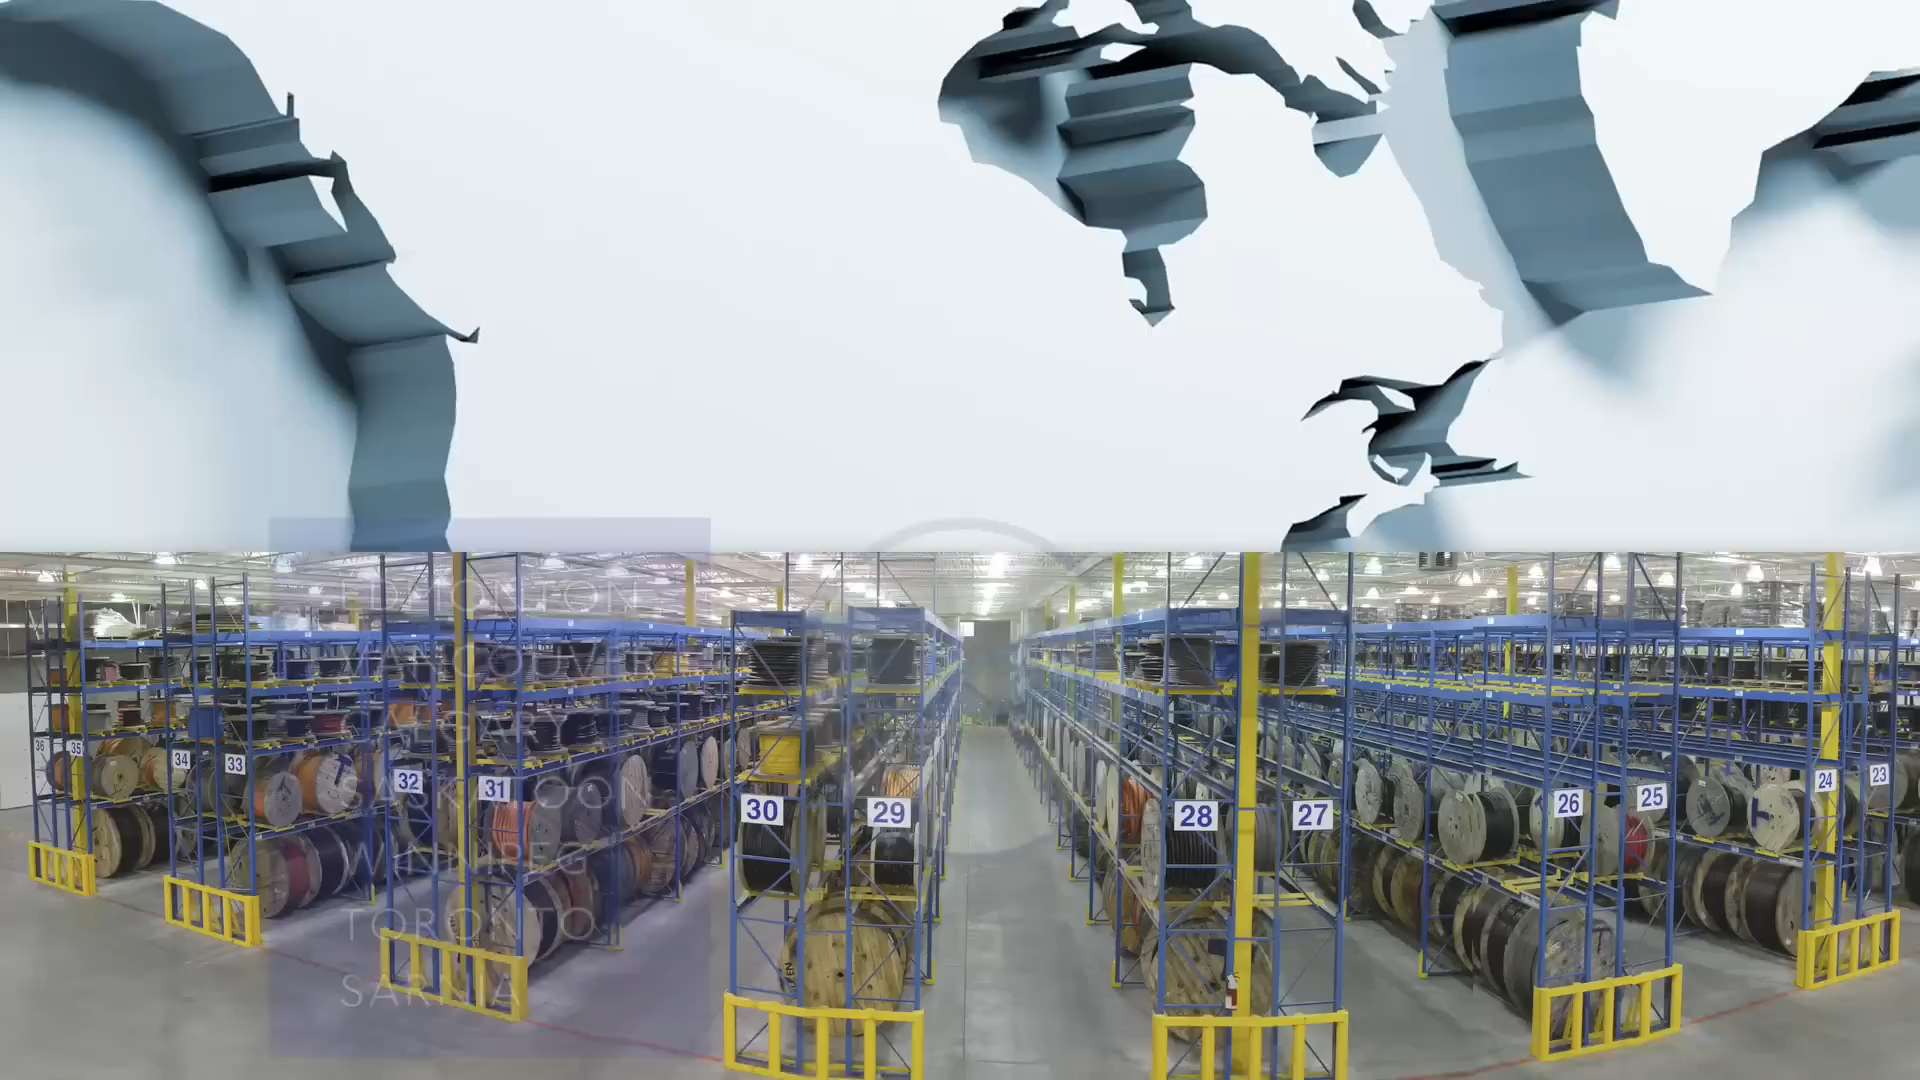 EDMONTON
VANCOUVER
CALGARY
SASKATOON
WINNIPEG
TORONTO
SARNIA
36
35
34
33
32
31
30
29
28
27
26
25
24
23